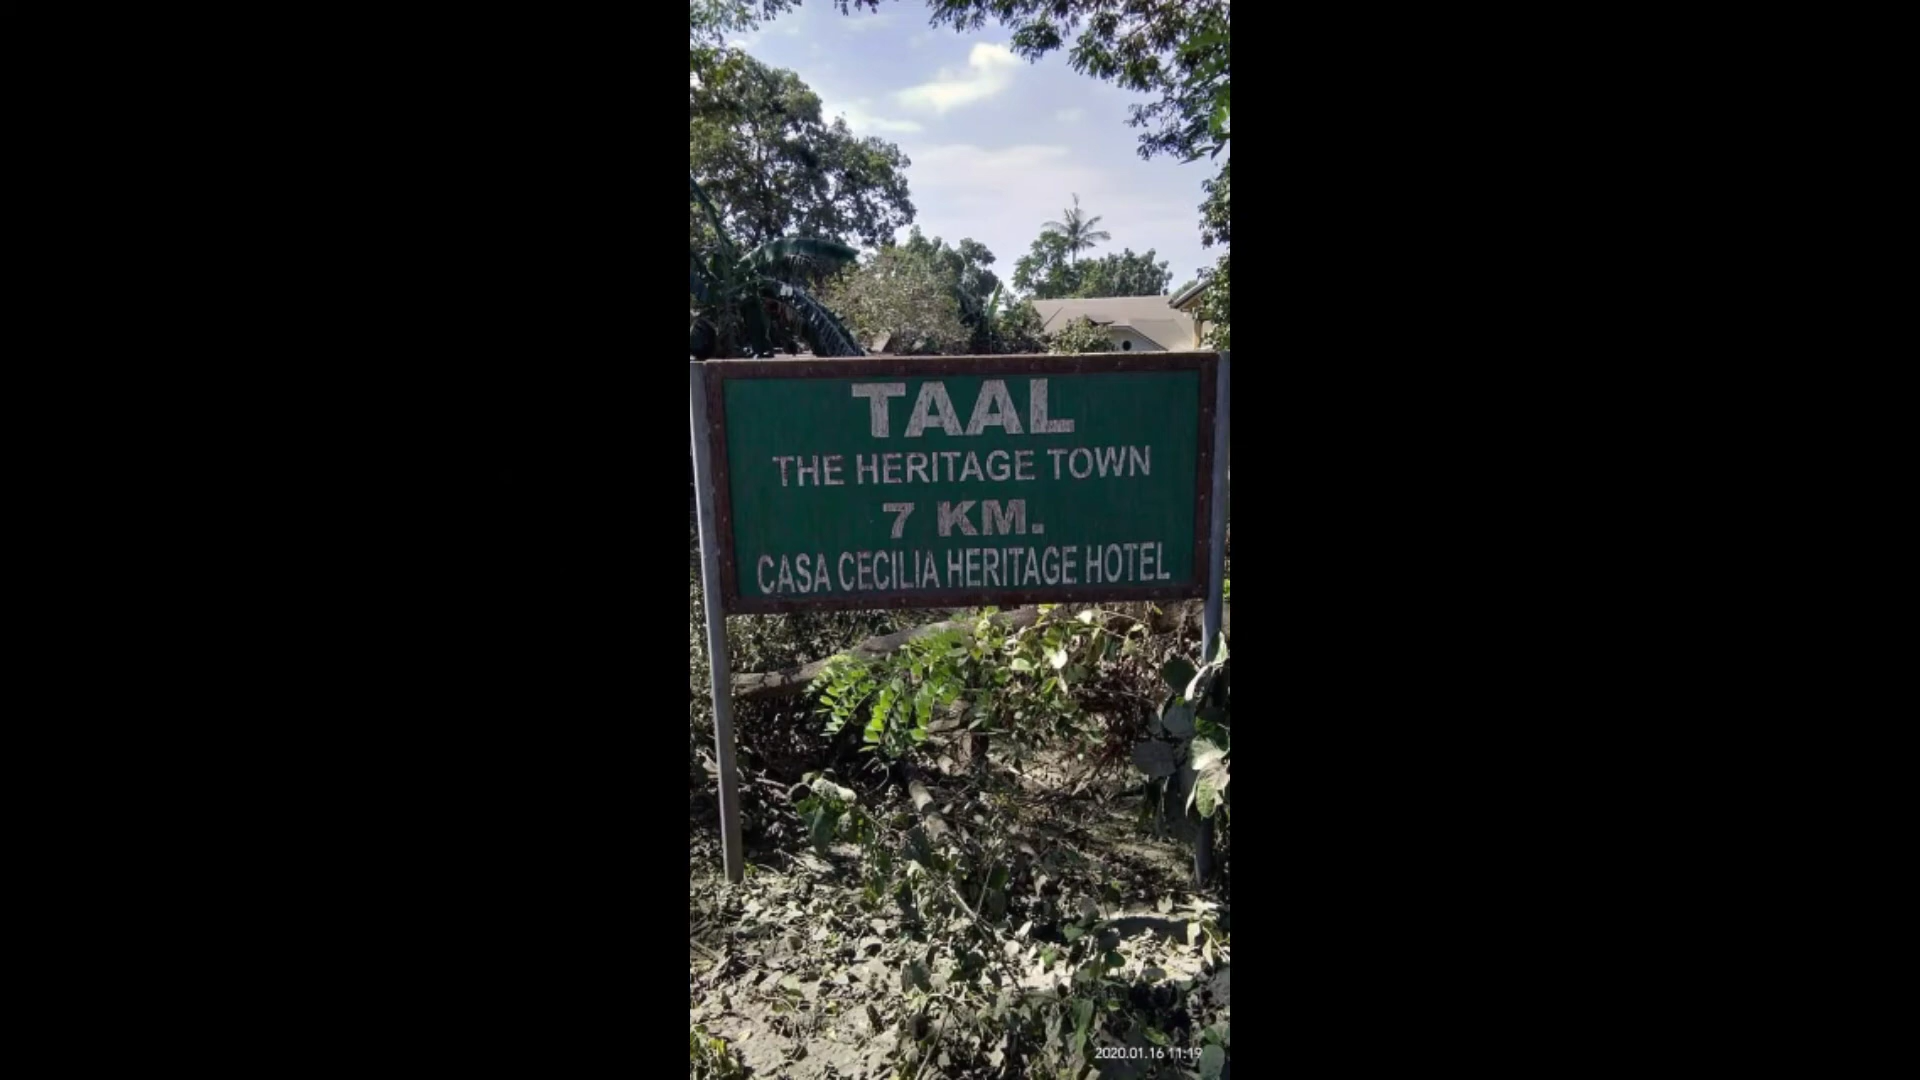 TAAL
THE HERITAGE TOWN
7 KM.
CASA CECILIA HERITAGE HOTEL
2020.01.16 11:19